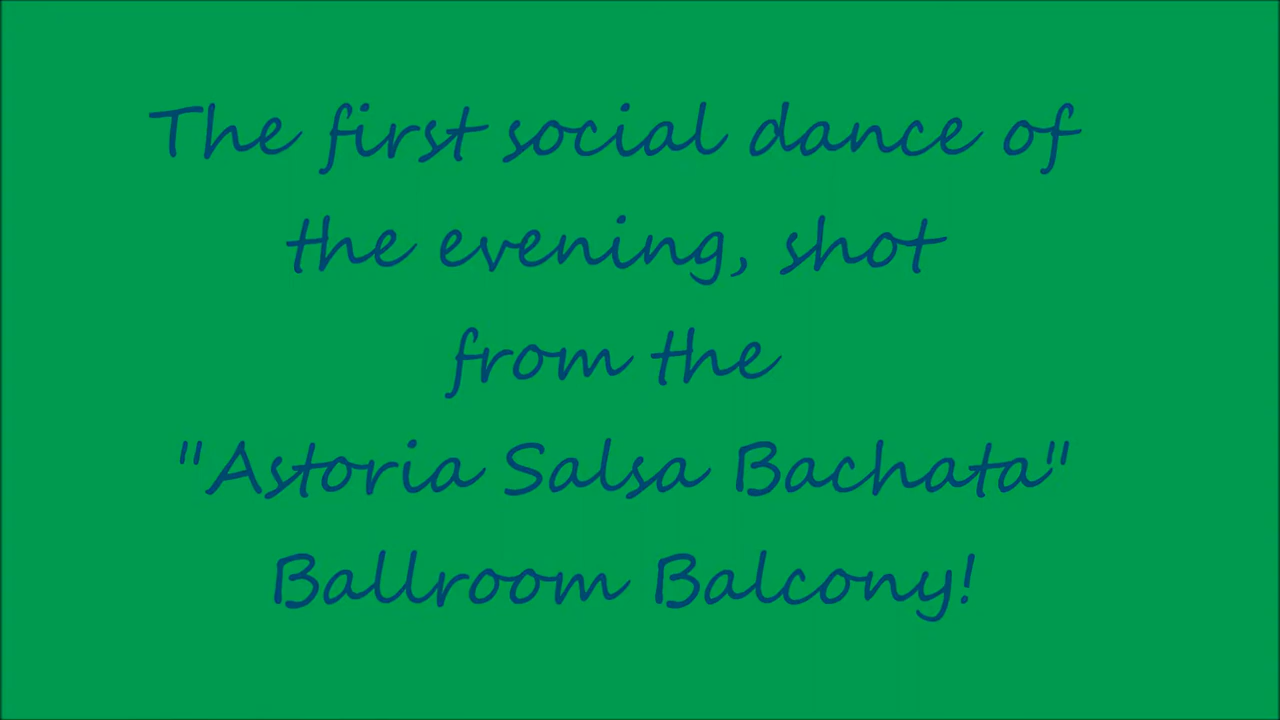 The first social dance of
the evening, shot
from the
"Astoria Salsa Bachata"
Ballroom Balcony!